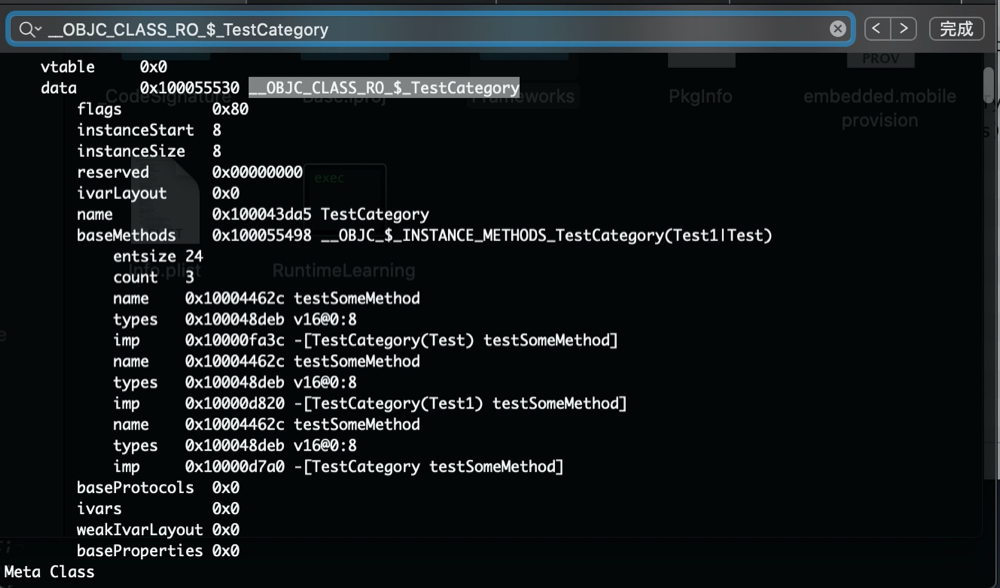 __OBJC_CLASS_RO_$_TestCategory
完成
vtable 0x0
data 0x100055530 __OBJC_CLASS_RO_$_TestCategory
flags 0x80
instanceStart 8
instanceSize 8
reserved 0x00000000
ivarLayout 0x0
name 0x100043da5 TestCategory
baseMethods 0x100055498 __OBJC_$_INSTANCE_METHODS_TestCategory(Test1|Test)
entsize 24
count 3
name 0x10004462c testSomeMethod
types 0x100048deb v16@0:8
imp 0x10000fa3c -[TestCategory(Test) testSomeMethod]
name 0x10004462c testSomeMethod
types 0x100048deb v16@0:8
imp 0x10000d820 -[TestCategory(Test1) testSomeMethod]
name 0x10004462c testSomeMethod
types 0x100048deb v16@0:8
imp 0x10000d7a0 -[TestCategory testSomeMethod]
baseProtocols 0x0
ivars 0x0
weakIvarLayout 0x0
baseProperties 0x0
Meta Class
PROV
CodeSignature
Frameworks
PkgInfo
embedded.mobile
provision
exec
Info.plist
RuntimeLearning